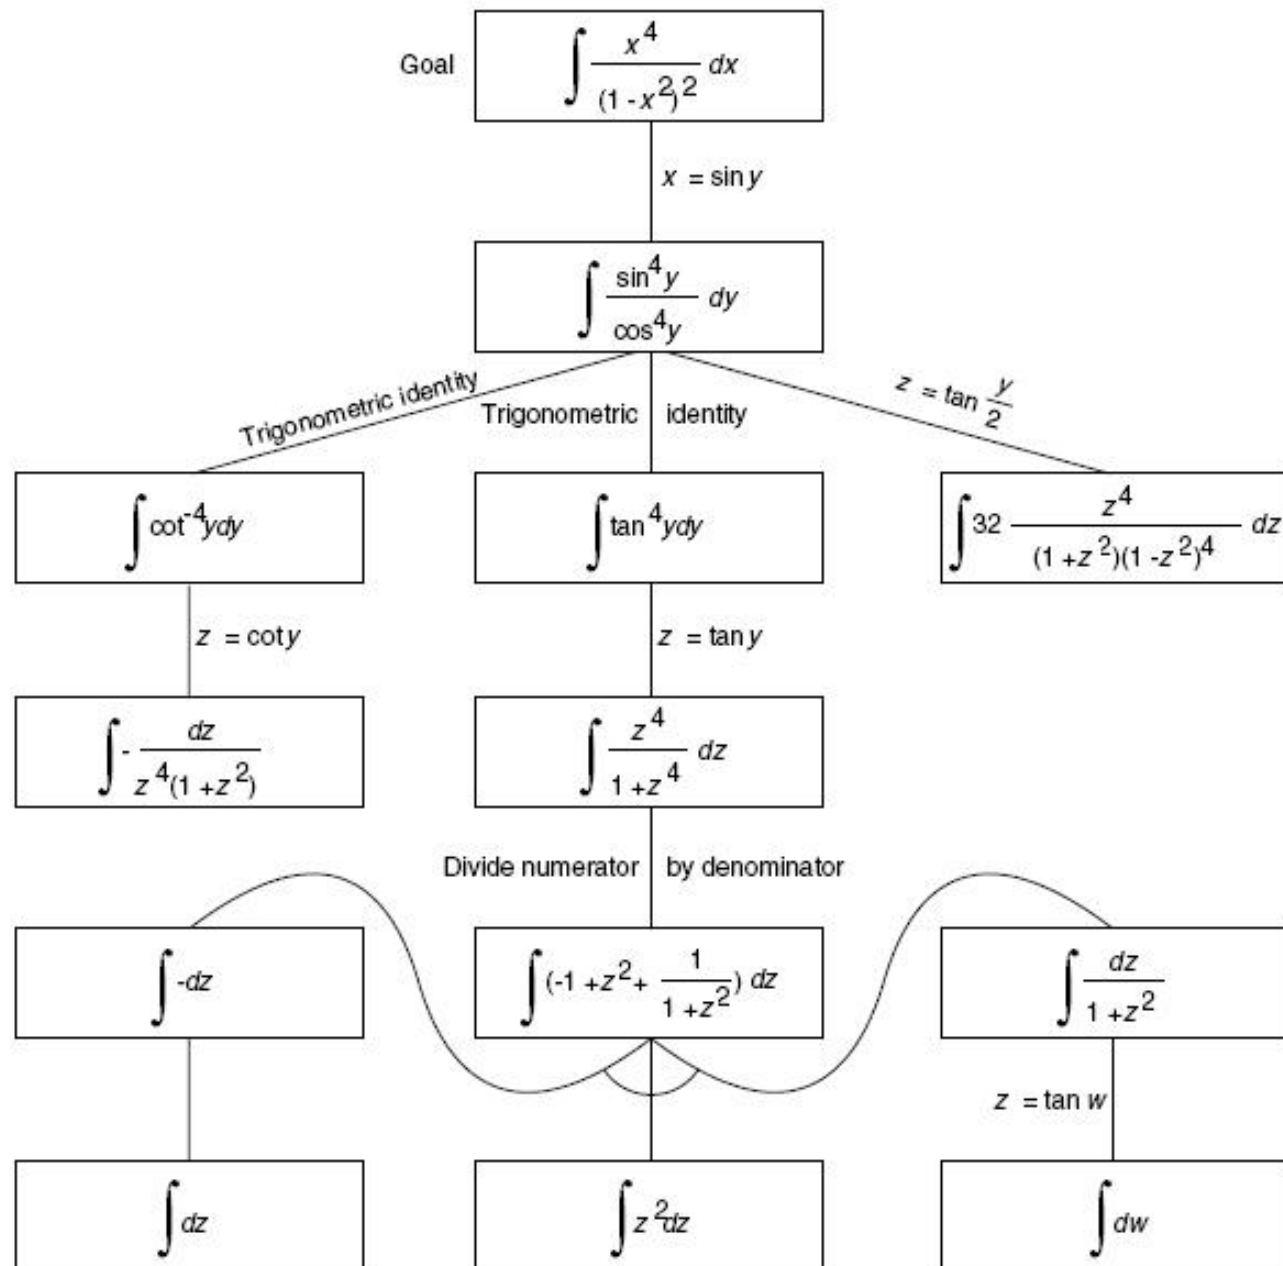 Goal ∫ x^4 / (1 - x^2)^2 dx
x = sin y
∫ sin^4 y / cos^4 y dy
Trigonometric identity
Trigonometric identity
z = tan y/2
∫ cot^-4 y dy
∫ tan^4 y dy
∫ 32 z^4 / (1 + z^2)(1 - z^2)^4 dz
z = cot y
z = tan y
∫ - dz / z^4(1 + z^2)
∫ z^4 / 1 + z^4 dz
Divide numerator by denominator
∫ -dz
∫ (-1 + z^2 + 1 / 1 + z^2) dz
∫ dz / 1 + z^2
z = tan w
∫ dz
∫ z^2 dz
∫ dw